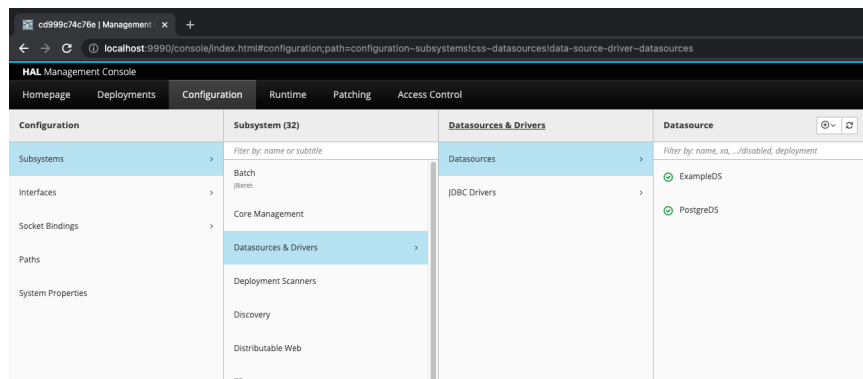 cd999c74c76e | Management
localhost:9990/console/index.html#configuration;path=configuration~subsystems!css~datasources!data-source-driver~datasources
HAL Management Console
Homepage Deployments Configuration Runtime Patching Access Control
Configuration
Subsystems
Interfaces
Socket Bindings
Paths
System Properties
Subsystem (32)
Filter by: name or subtitle
Batch
jBeret
Core Management
Datasources & Drivers
Deployment Scanners
Discovery
Distributable Web
Datasources & Drivers
Datasources
JDBC Drivers
Datasource
Filter by: name, xa, .../disabled, deployment
ExampleDS
PostgreDS